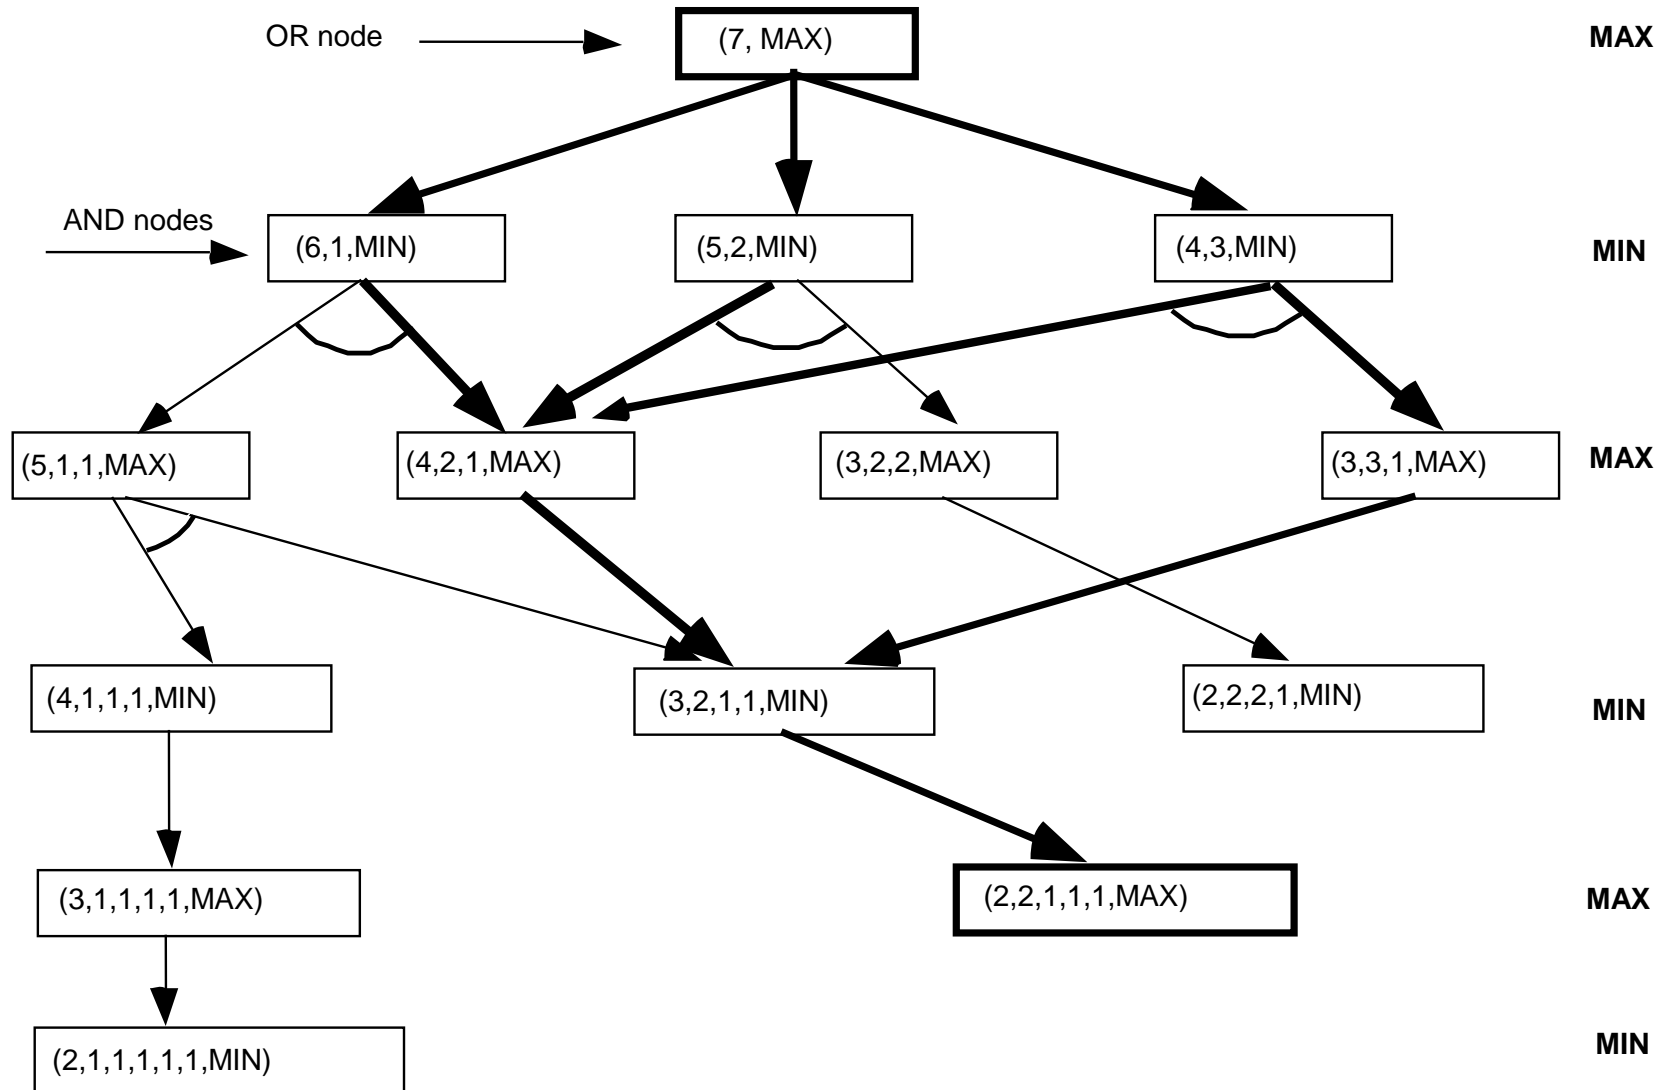 OR node
(7, MAX)
MAX
AND nodes
(6,1,MIN)
(5,2,MIN)
(4,3,MIN)
MIN
(5,1,1,MAX)
(4,2,1,MAX)
(3,2,2,MAX)
(3,3,1,MAX)
MAX
(4,1,1,1,MIN)
(3,2,1,1,MIN)
(2,2,2,1,MIN)
MIN
(3,1,1,1,1,MAX)
(2,2,1,1,1,MAX)
MAX
(2,1,1,1,1,1,MIN)
MIN